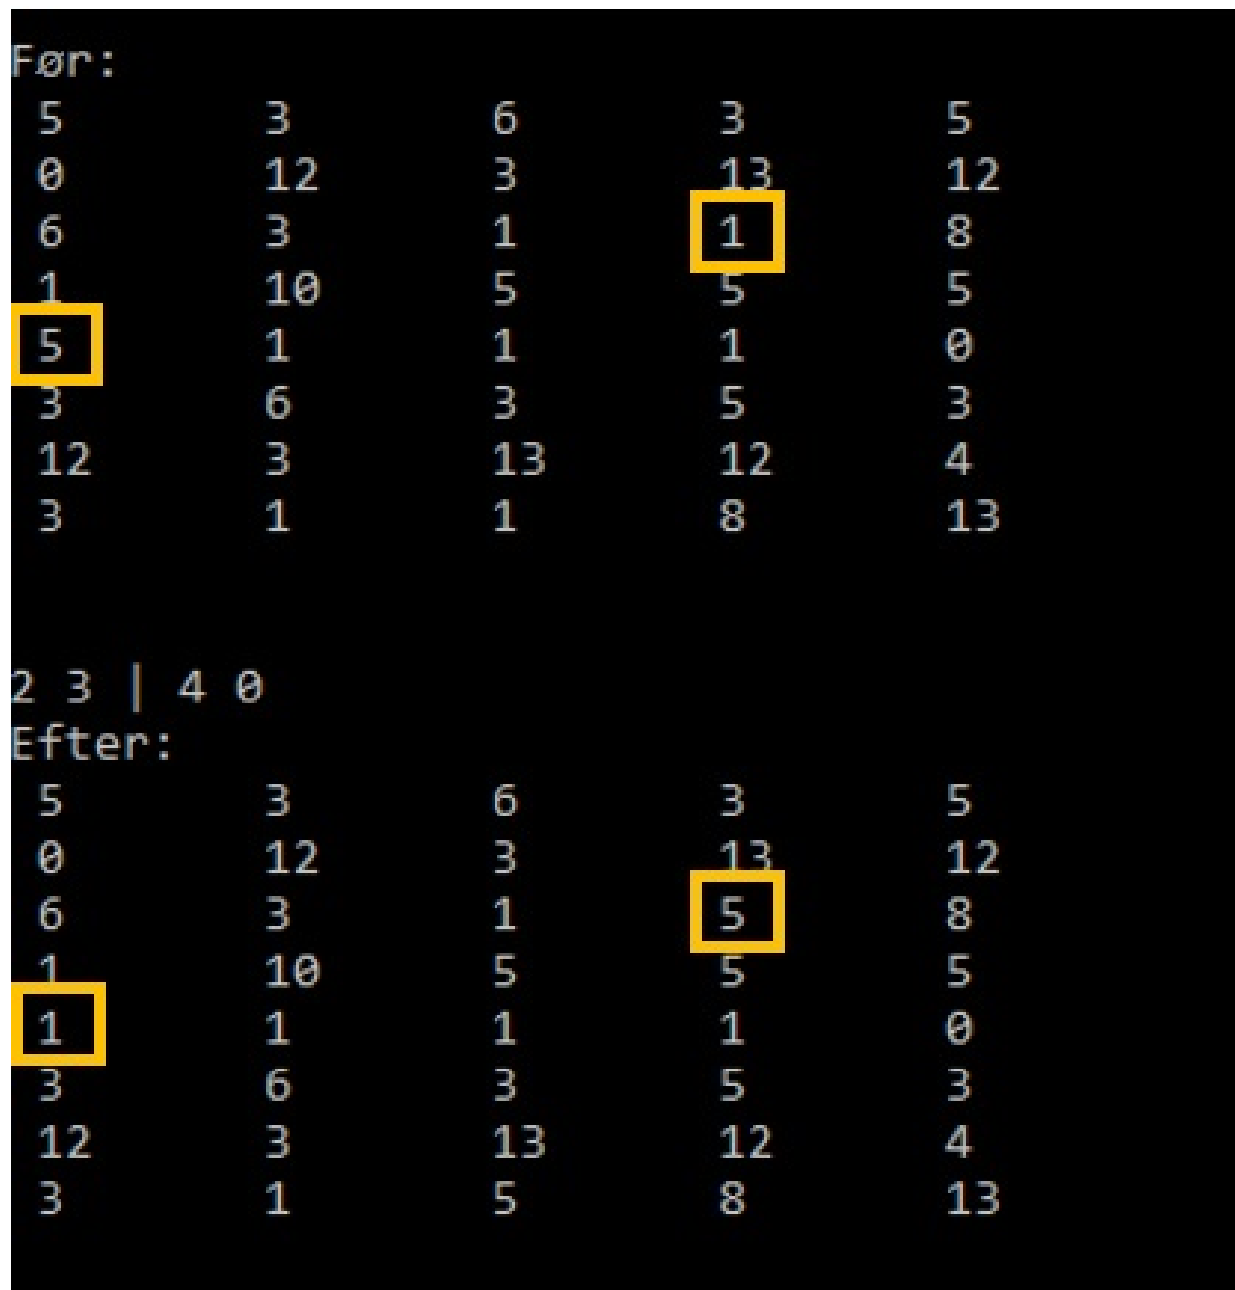 Før:
5 3 6 3 5
0 12 3 13 12
6 3 1 1 8
1 10 5 5 5
5 1 1 1 0
3 6 3 5 3
12 3 13 12 4
3 1 1 8 13
2 3 | 4 0
Efter:
5 3 6 3 5
0 12 3 13 12
6 3 1 5 8
1 10 5 5 5
1 1 1 1 0
3 6 3 5 3
12 3 13 12 4
3 1 5 8 13